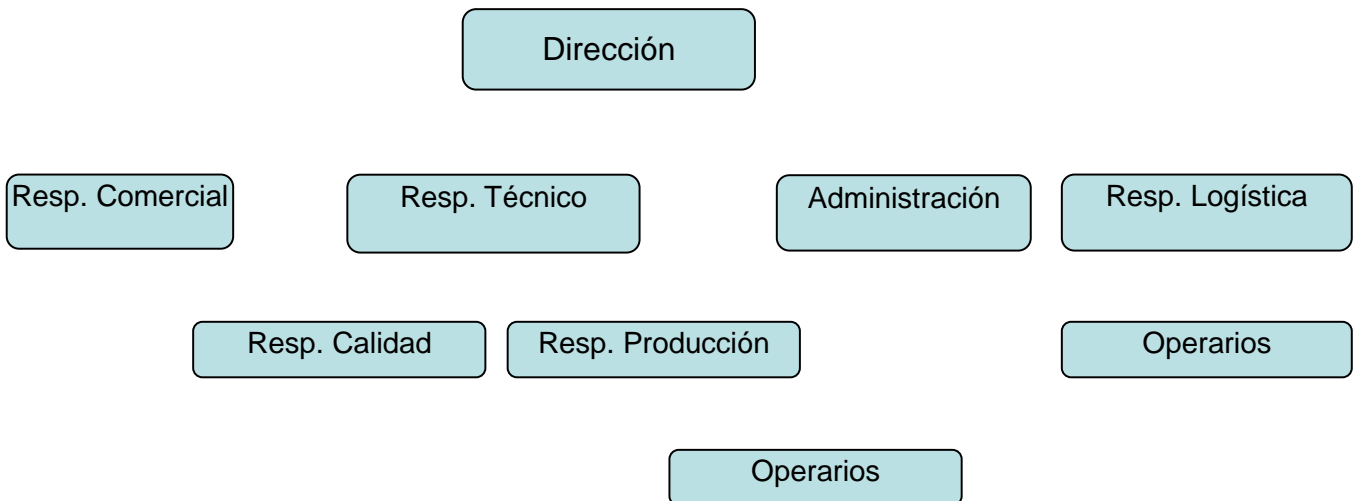 Dirección
Resp. Comercial
Resp. Técnico
Administración
Resp. Logística
Resp. Calidad
Resp. Producción
Operarios
Operarios